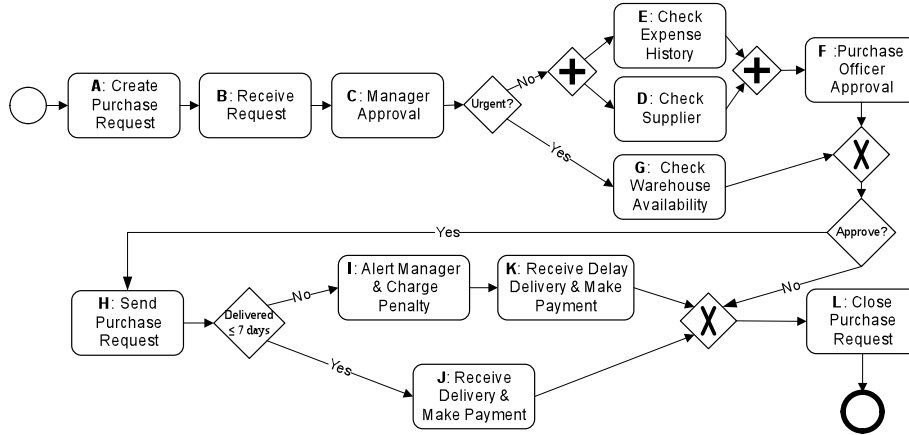 A: Create
Purchase
Request
B: Receive
Request
C: Manager
Approval
Urgent?
No
Yes
E: Check
Expense
History
D: Check
Supplier
G: Check
Warehouse
Availability
F :Purchase
Officer
Approval
X
Approve?
Yes
No
H: Send
Purchase
Request
Delivered
≤ 7 days
No
Yes
I: Alert Manager
& Charge
Penalty
K: Receive Delay
Delivery & Make
Payment
J: Receive
Delivery &
Make Payment
X
L: Close
Purchase
Request